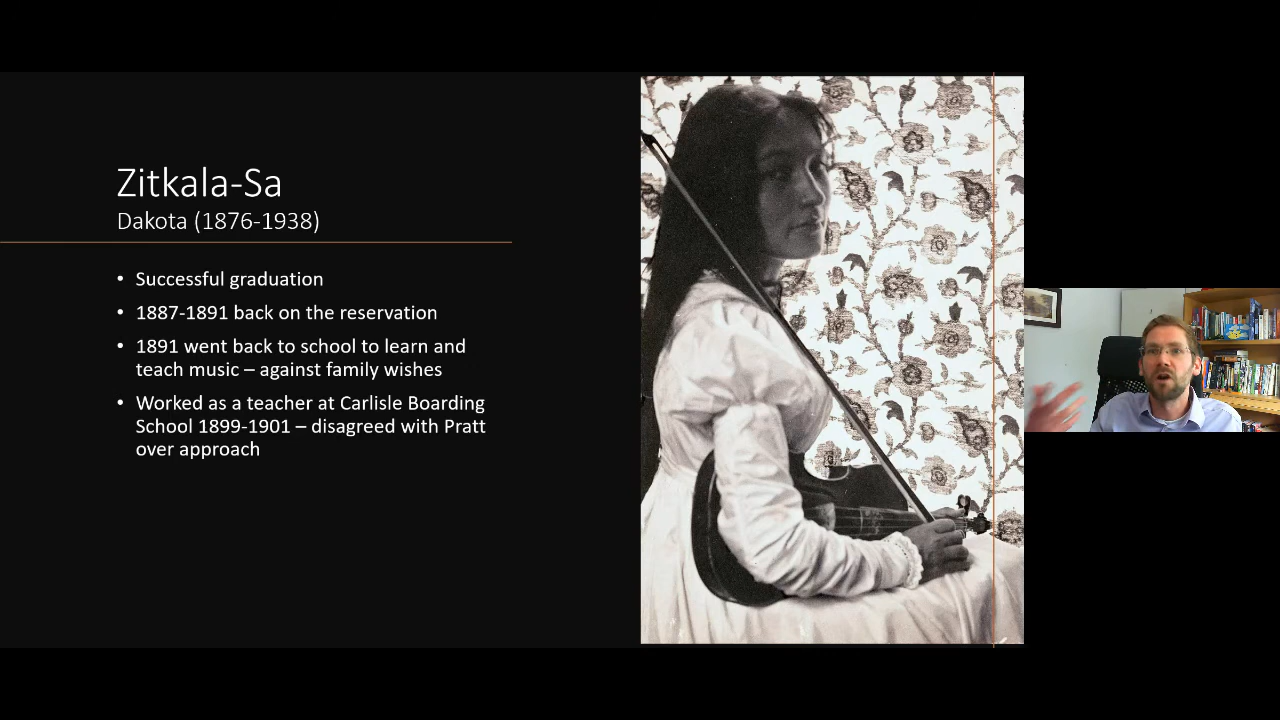 Zitkala-Sa
Dakota (1876-1938)
• Successful graduation
• 1887-1891 back on the reservation
• 1891 went back to school to learn and
teach music – against family wishes
• Worked as a teacher at Carlisle Boarding
School 1899-1901 – disagreed with Pratt
over approach